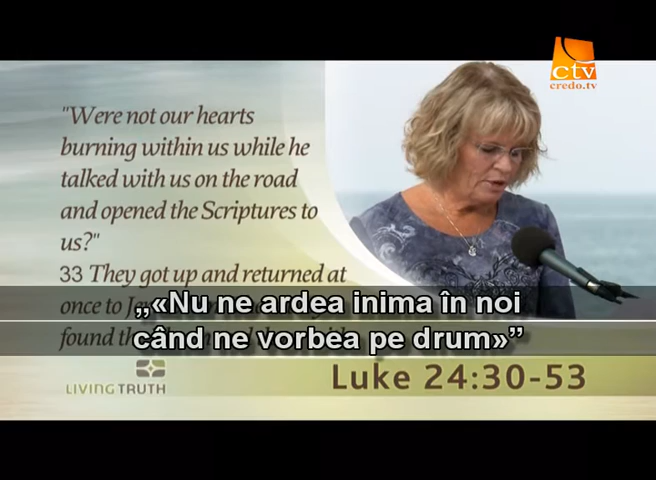 ctv
credo.tv
"Were not our hearts
burning within us while he
talked with us on the road
and opened the Scriptures to
us?"
33 They got up and returned at
once to
found
„«Nu ne ardea inima în noi
când ne vorbea pe drum»”
LIVING TRUTH
Luke 24:30-53